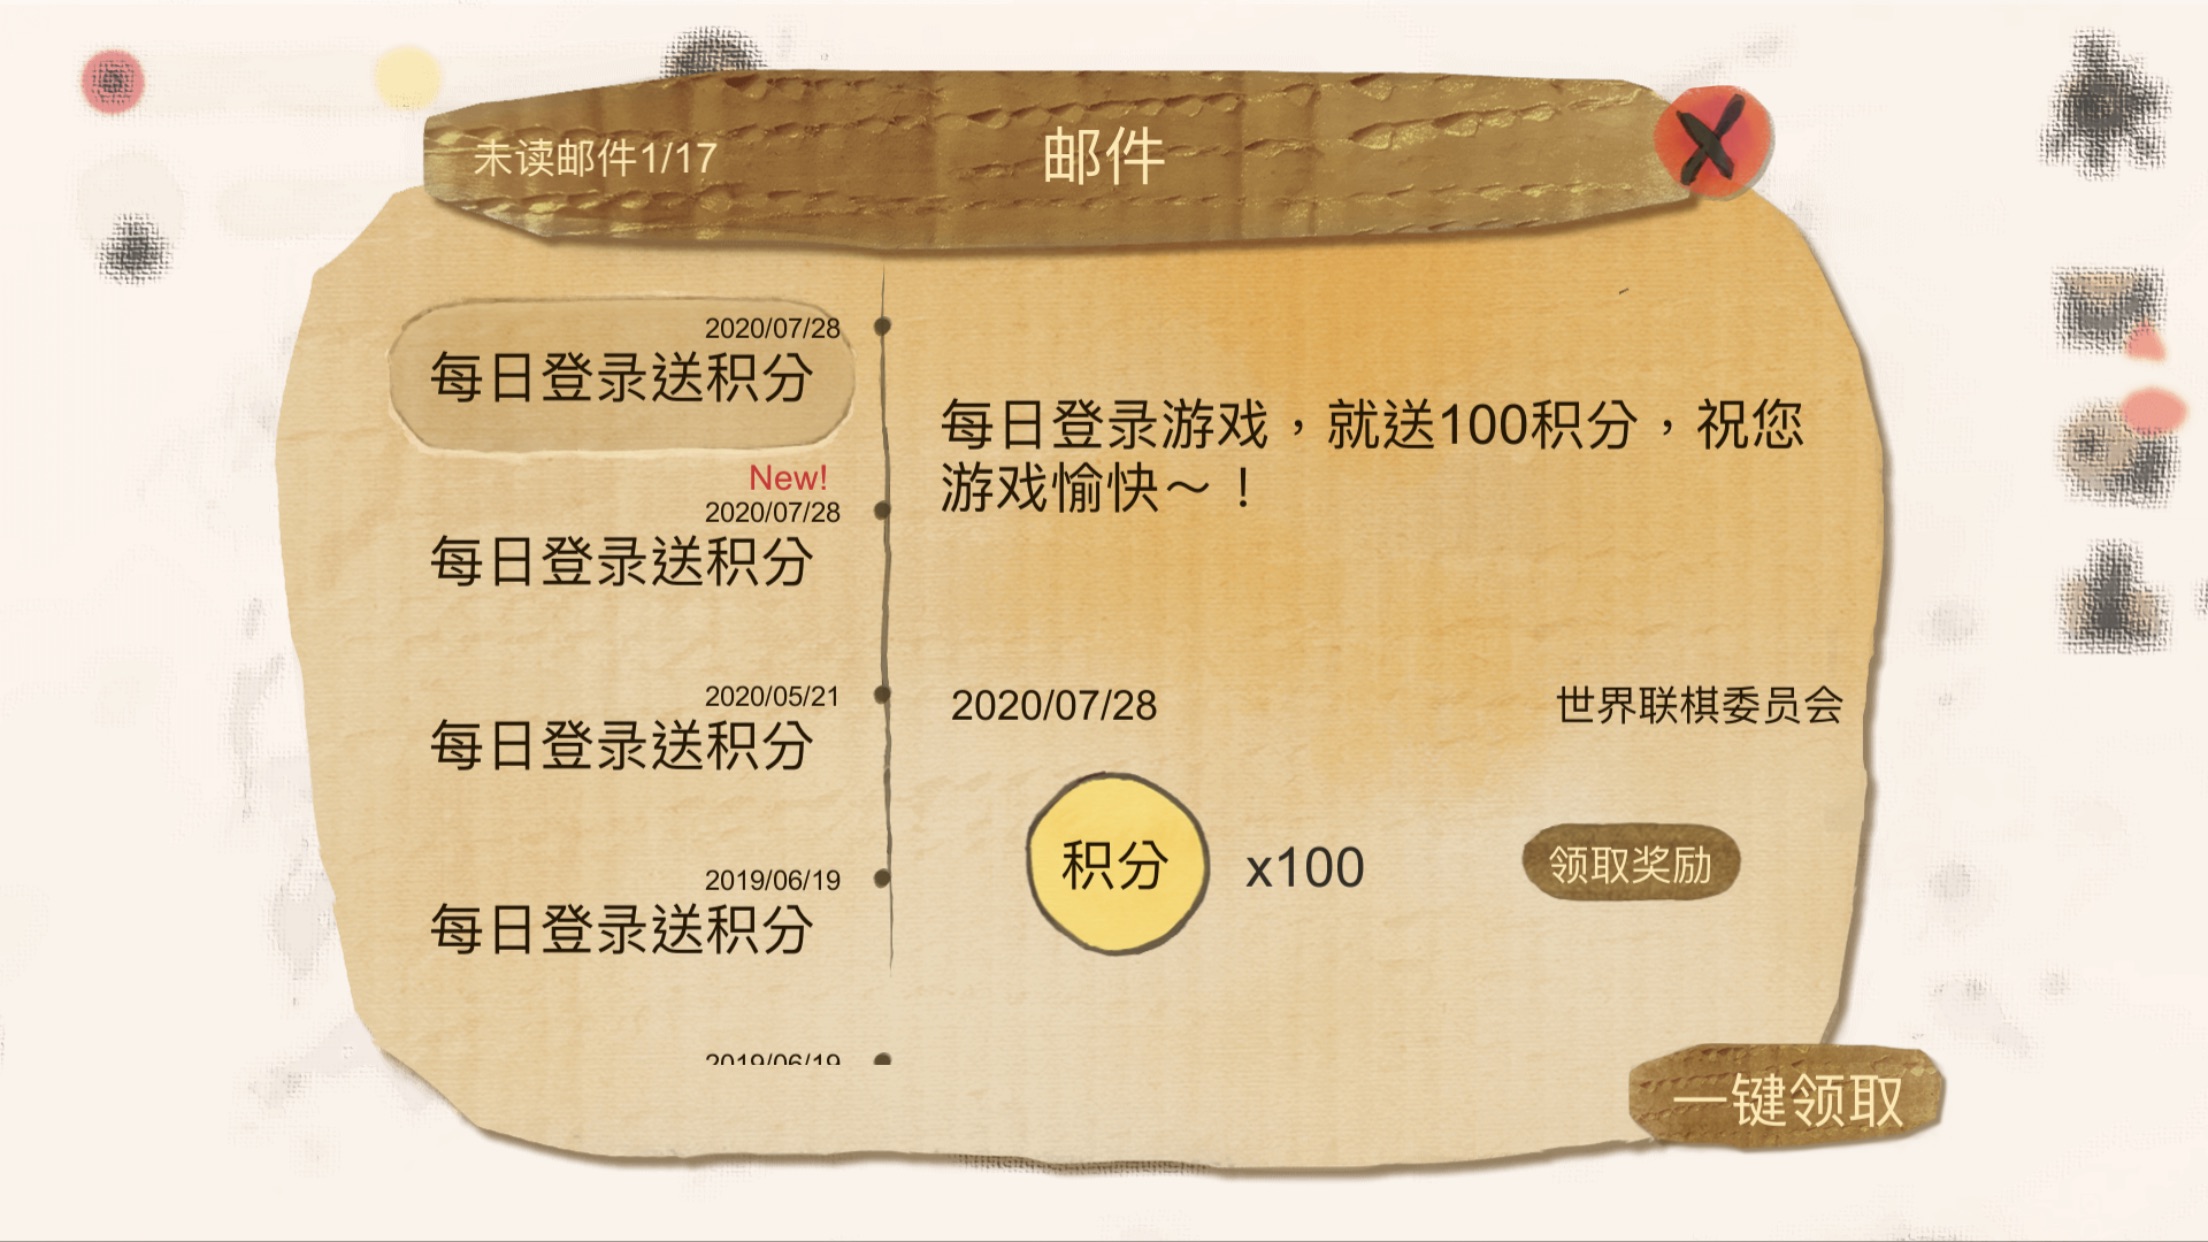 未读邮件1/17
邮件
2020/07/28
每日登录送积分
New!
2020/07/28
每日登录送积分
2020/05/21
每日登录送积分
2019/06/19
每日登录送积分
2019/06/19
每日登录游戏，就送100积分，祝您
游戏愉快～！
2020/07/28
世界联棋委员会
积分
x100
领取奖励
一键领取